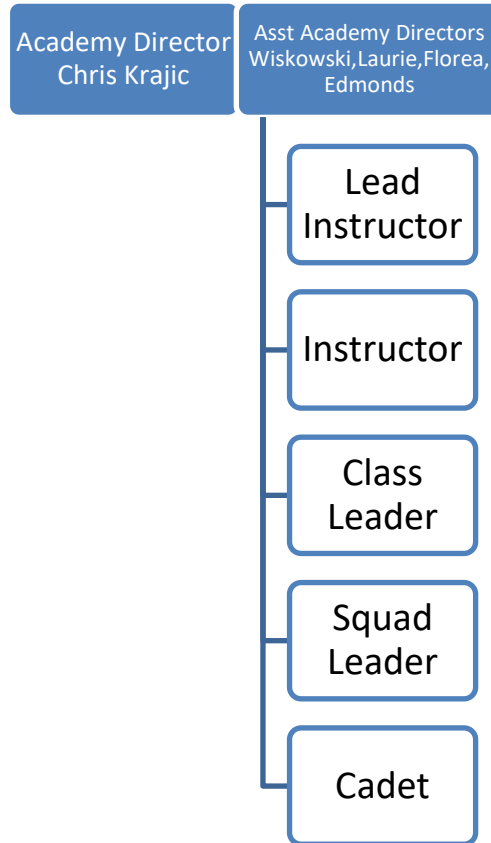 Academy Director
Chris Krajic
Asst Academy Directors
Wiskowski,Laurie,Florea,
Edmonds
Lead
Instructor
Instructor
Class
Leader
Squad
Leader
Cadet